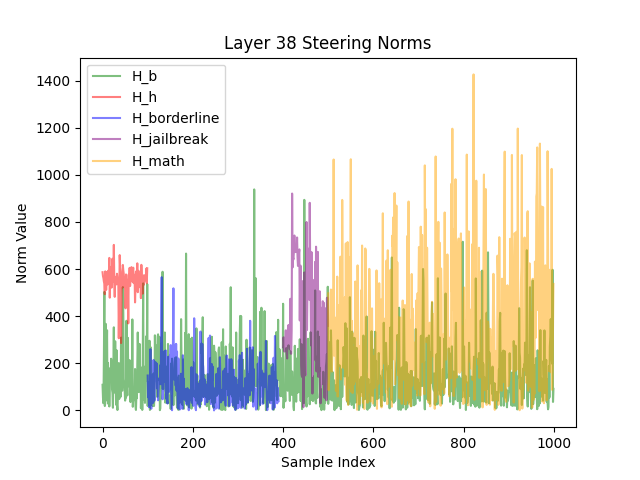 Layer 38 Steering Norms
H_b
H_h
H_borderline
H_jailbreak
H_math
Norm Value
1400
1200
1000
800
600
400
200
0
0 200 400 600 800 1000
Sample Index